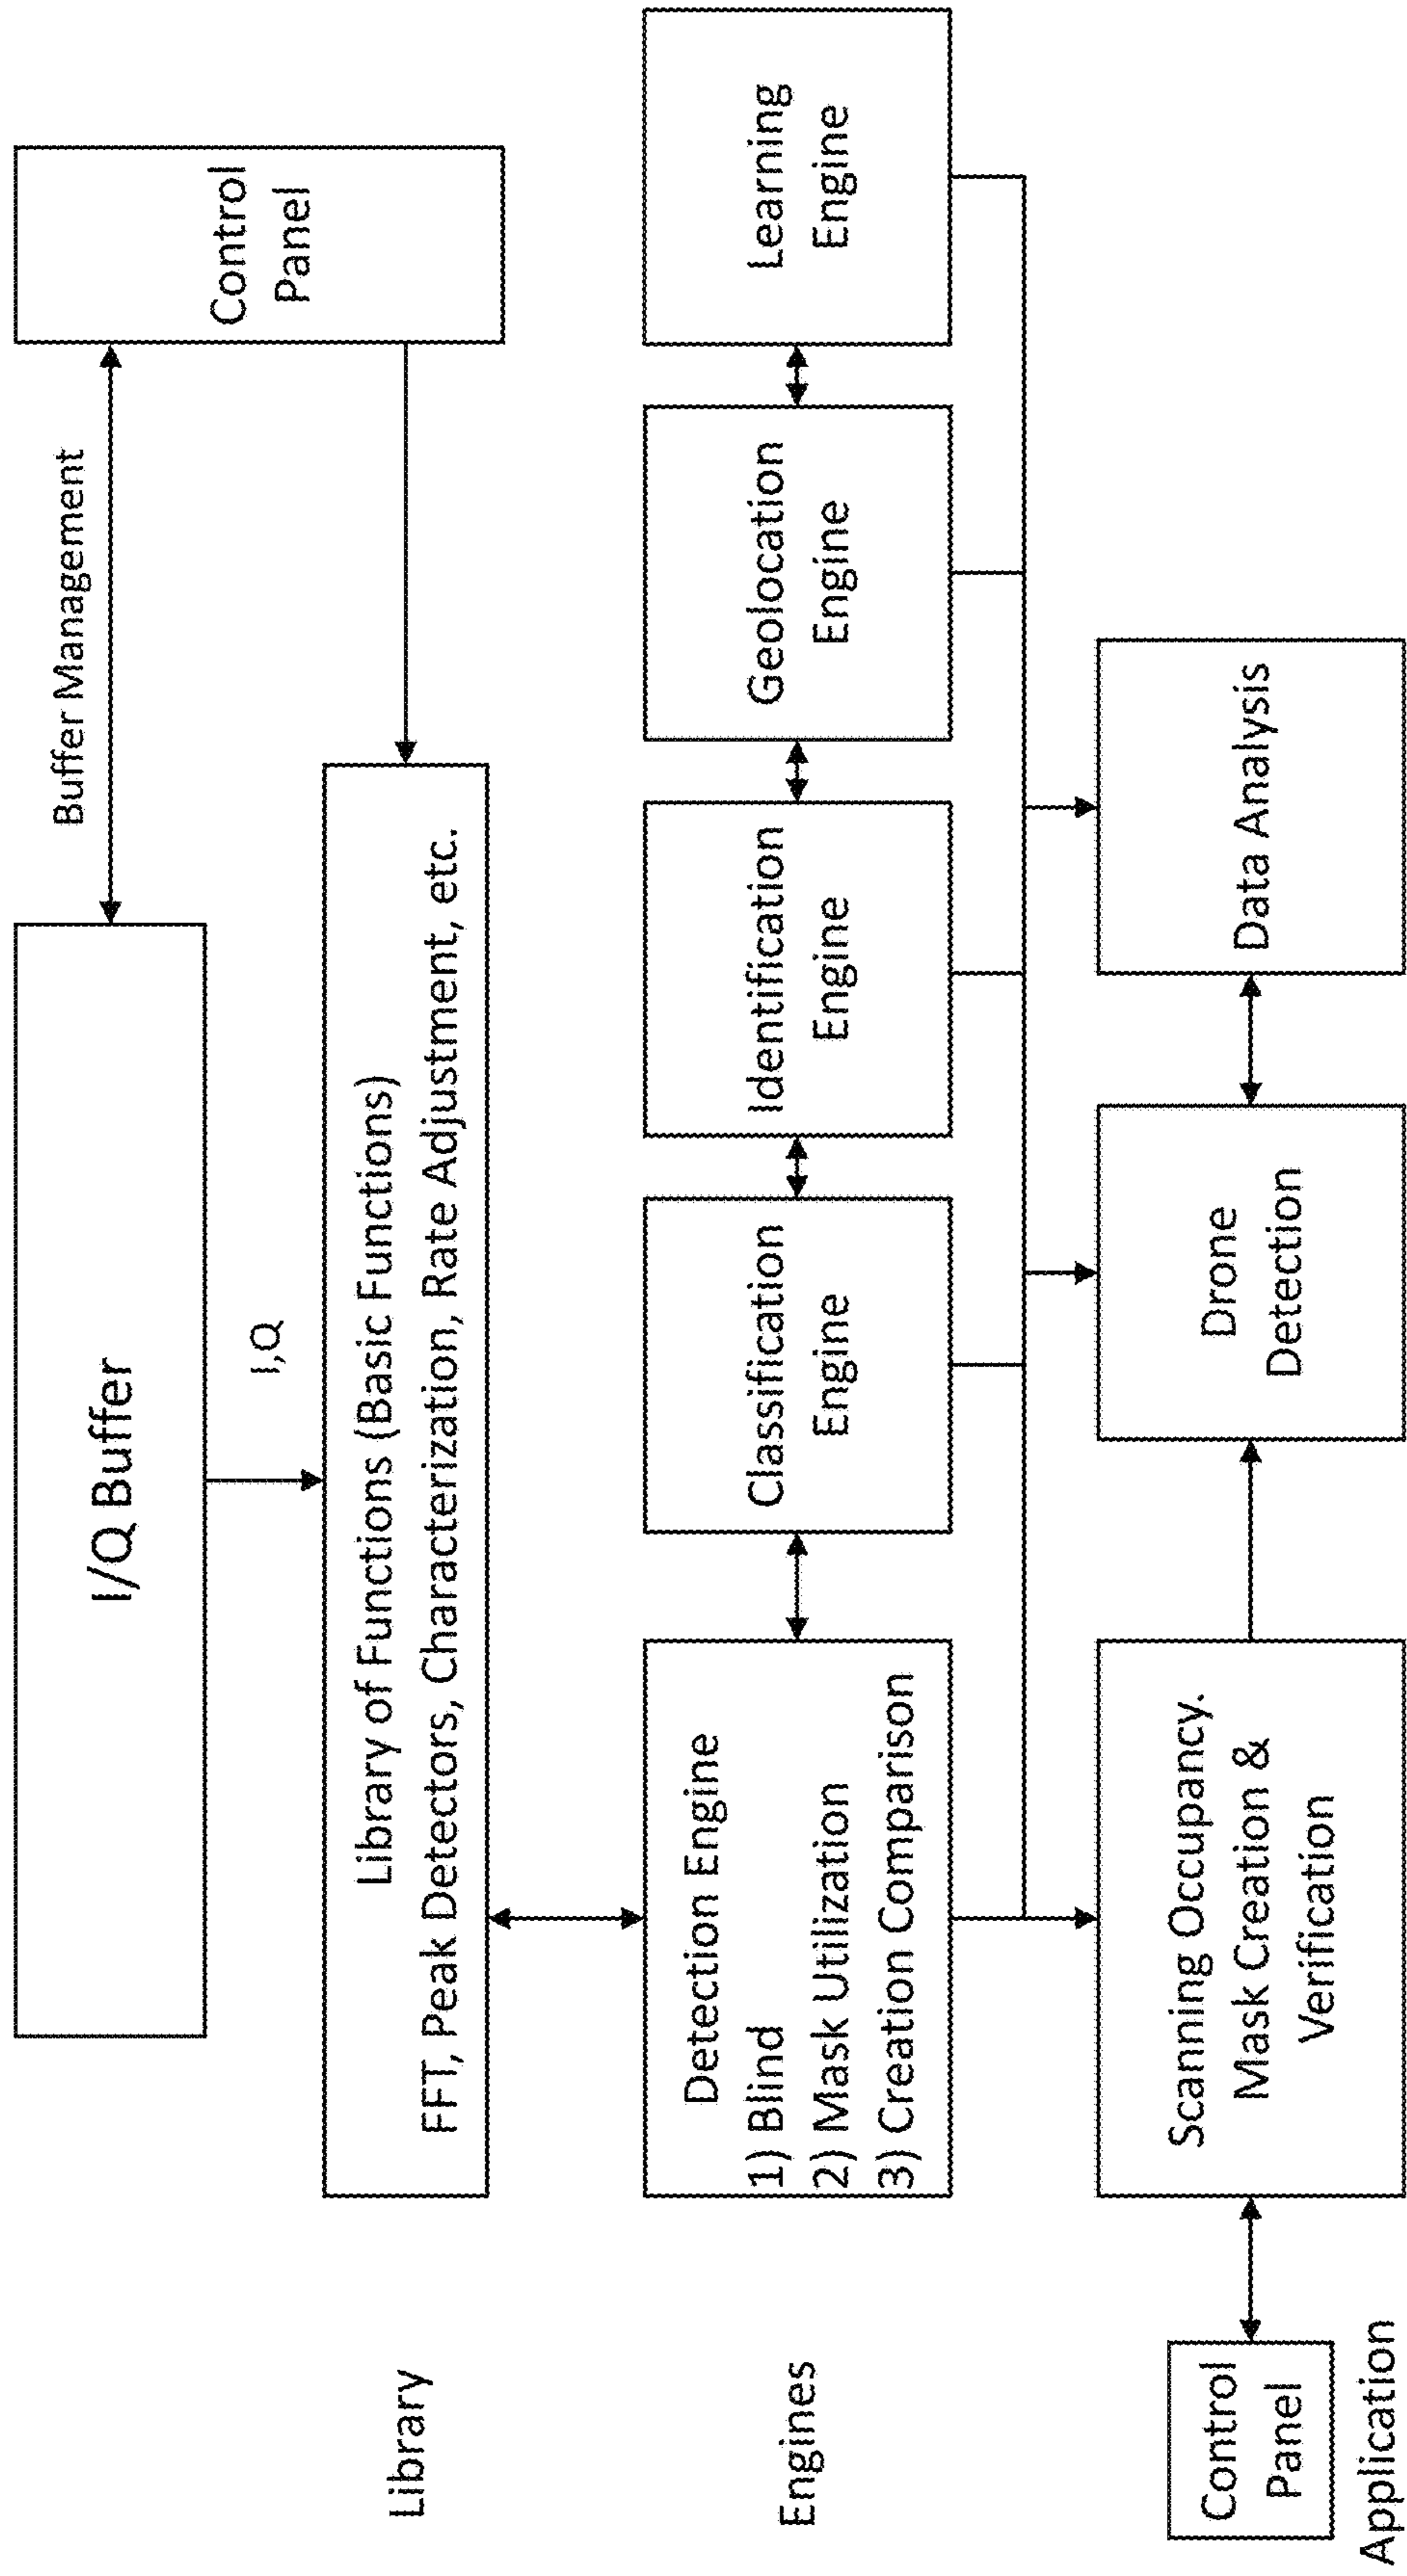 I/Q Buffer
Buffer Management
Control
Panel
I,Q
Library
Library of Functions (Basic Functions)
FFT, Peak Detectors, Characterization, Rate Adjustment, etc.
Engines
Detection Engine
1) Blind
2) Mask Utilization
3) Creation Comparison
Classification
Engine
Identification
Engine
Geolocation
Engine
Learning
Engine
Control
Panel
Scanning Occupancy.
Mask Creation &
Verification
Drone
Detection
Data Analysis
Application